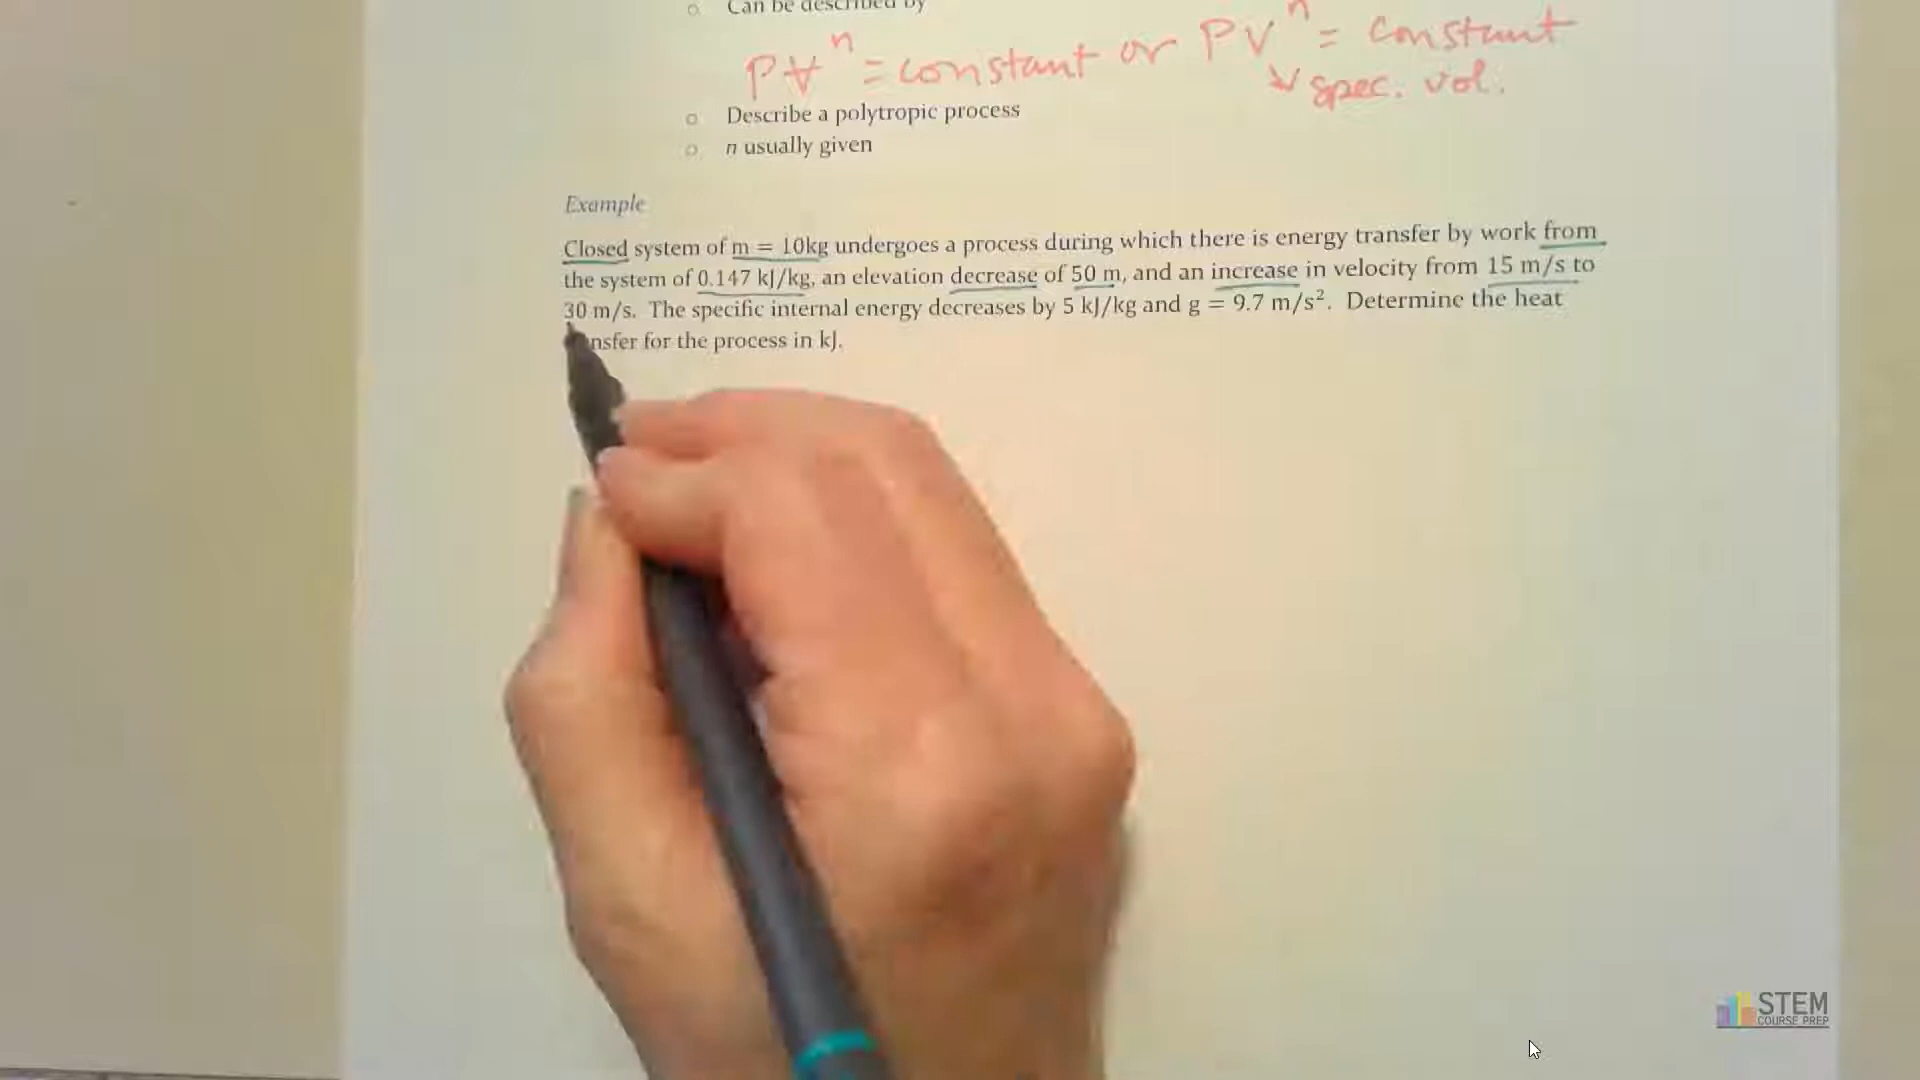 Can be described by
P∀ⁿ = constant or PVⁿ = constant
↘ spec. vol.
Describe a polytropic process
n usually given
Example
Closed system of m = 10kg undergoes a process during which there is energy transfer by work from
the system of 0.147 kJ/kg, an elevation decrease of 50 m, and an increase in velocity from 15 m/s to
30 m/s. The specific internal energy decreases by 5 kJ/kg and g = 9.7 m/s². Determine the heat
nsfer for the process in kJ.
STEM
COURSE PREP